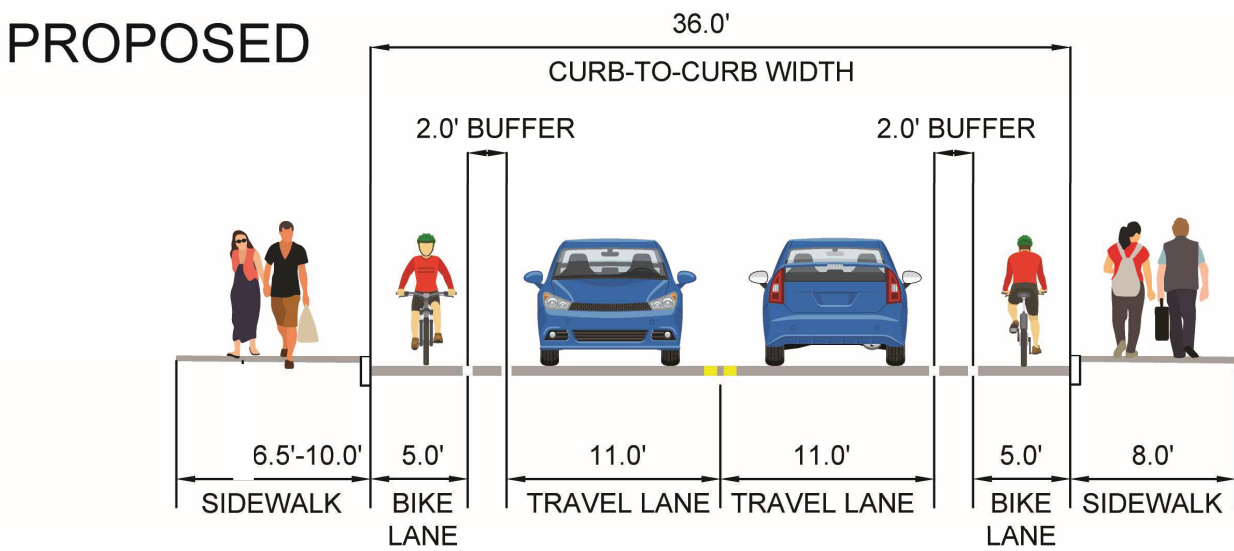 PROPOSED
36.0'
CURB-TO-CURB WIDTH
2.0' BUFFER
2.0' BUFFER
6.5'-10.0'
5.0'
11.0'
11.0'
5.0'
8.0'
SIDEWALK
BIKE
LANE
TRAVEL LANE
TRAVEL LANE
BIKE
LANE
SIDEWALK